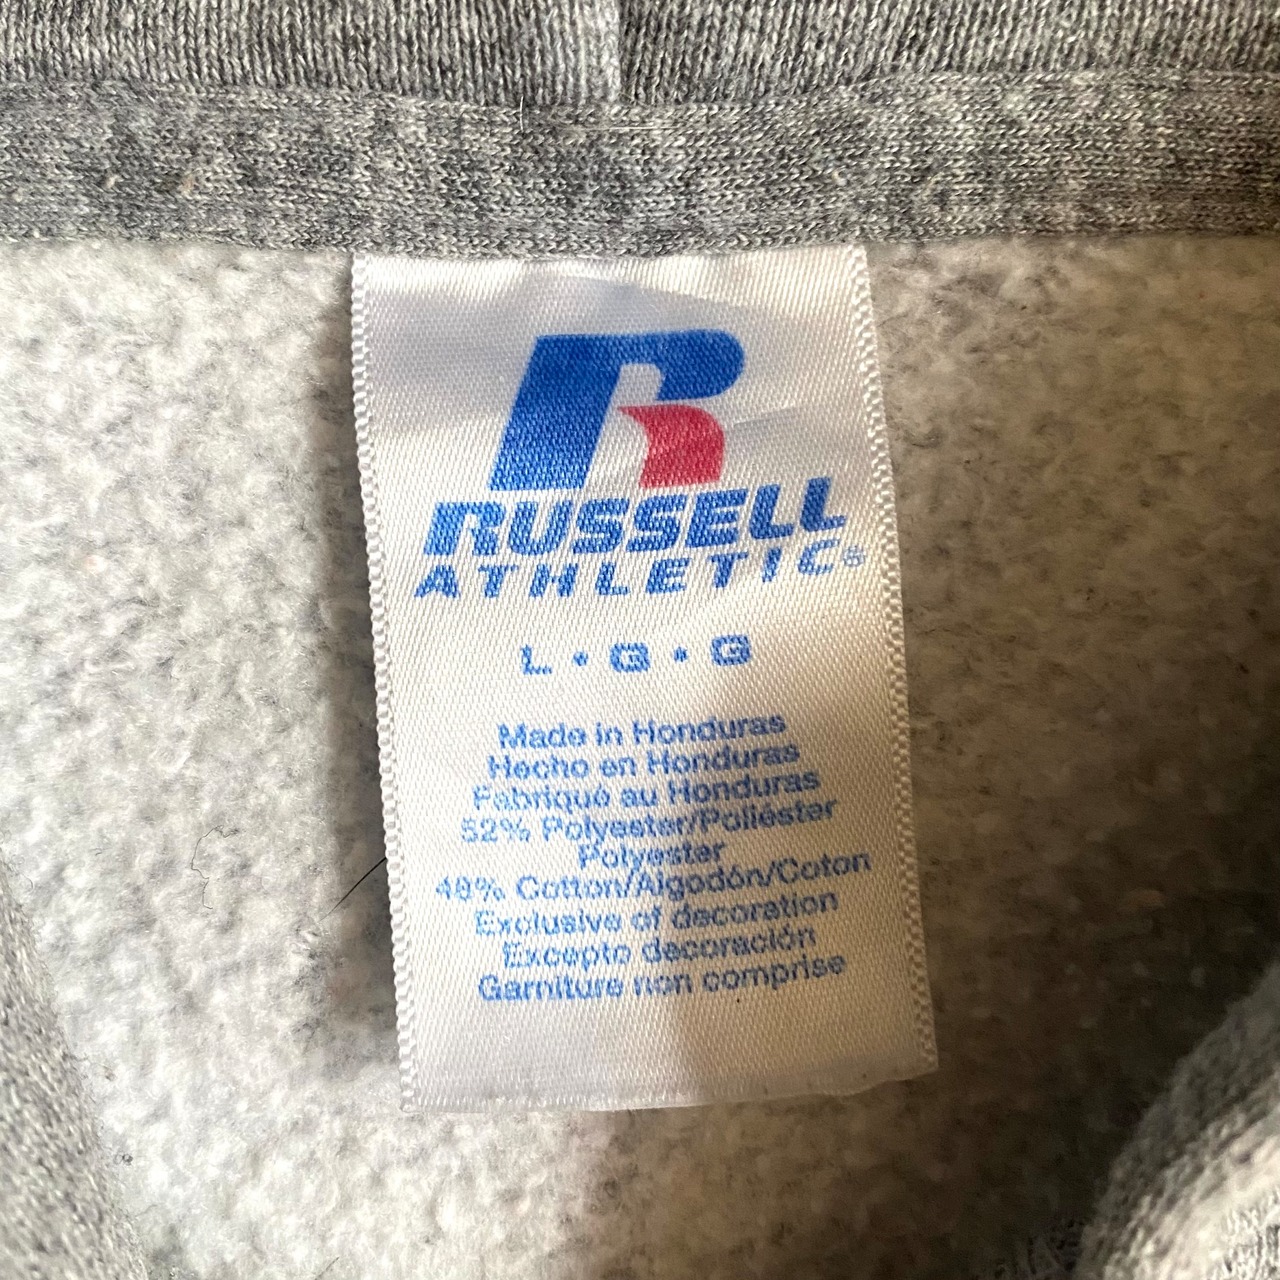 R
RUSSELL
ATHLETIC®
L • G • G
Made in Honduras
Hecho en Honduras
Fabriqué au Honduras
52% Polyester/Poliéster
Polyester
48% Cotton/Algodón/Coton
Exclusive of decoration
Excepto decoración
Garniture non comprise